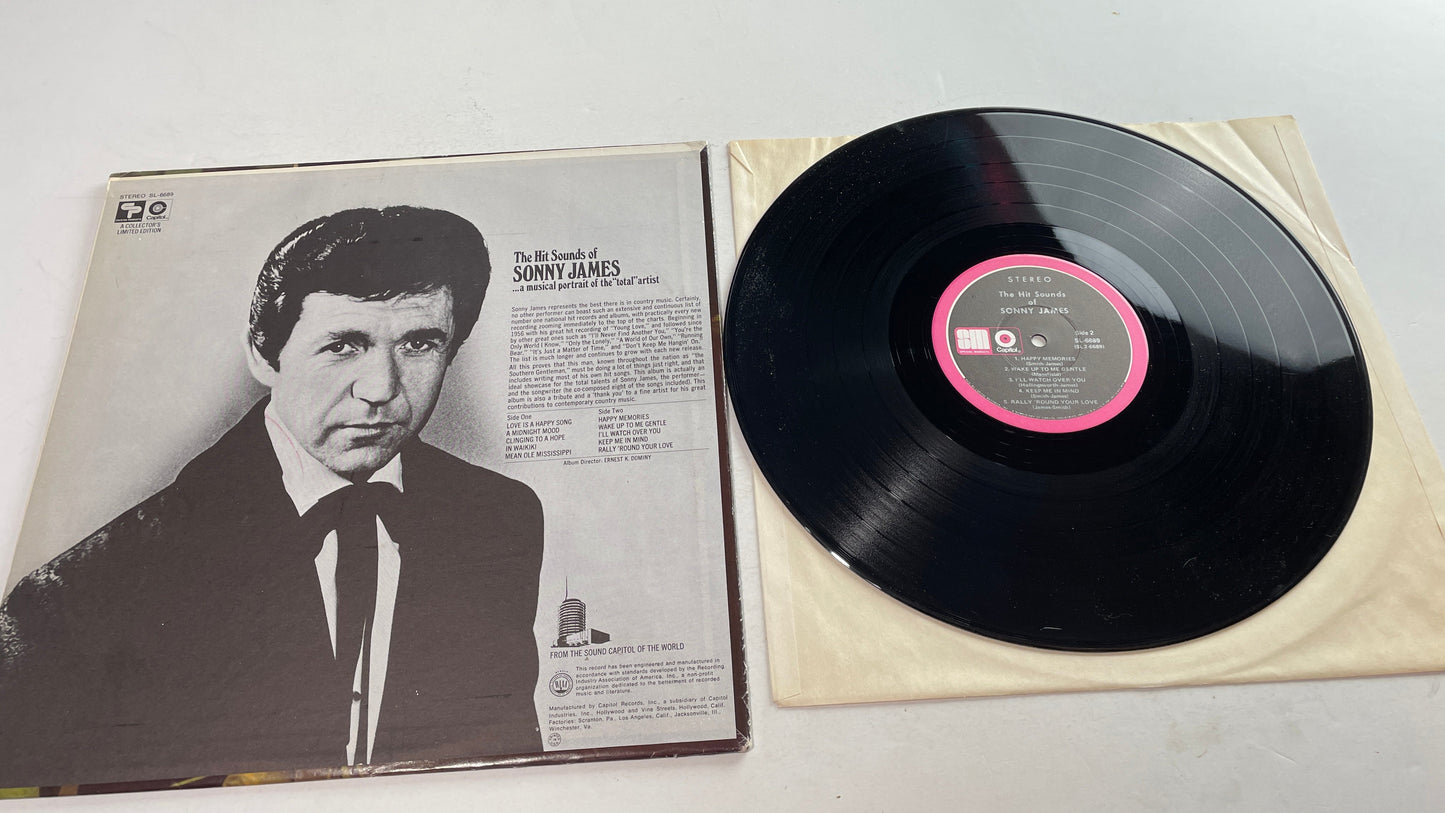 STEREO SL-6689
Capitol
A COLLECTOR'S
LIMITED EDITION
The Hit Sounds of
SONNY JAMES
...a musical portrait of the "total" artist
Sonny James represents the best there is in country music. Certainly,
no other performer can boast such an extensive and continuous list of
number one national hit records and albums, with practically every new
recording zooming immediately to the top of the charts. Beginning in
1956 with his great hit recording of "Young Love," and followed since
by other great ones such as "I'll Never Find Another You," "You're the
Only World I Know," "Only the Lonely," "A World of Our Own," "Running
Bear," "It's Just a Matter of Time," and "Don't Keep Me Hangin' On."
The list is much longer and continues to grow with each new release.
All this proves that this man, known throughout the nation as "the
Southern Gentleman," must be doing a lot of things just right, and that
includes writing most of his own hit songs. This album is actually an
ideal showcase for the total talents of Sonny James, the performer—
and the songwriter (he co-composed eight of the songs included). This
album is also a tribute and a 'thank you' to a fine artist for his great
contributions to contemporary country music.
Side One
LOVE IS A HAPPY SONG
A MIDNIGHT MOOD
CLINGING TO A HOPE
IN WAIKIKI
MEAN OLE MISSISSIPPI
Side Two
HAPPY MEMORIES
WAKE UP TO ME GENTLE
I'LL WATCH OVER YOU
KEEP ME IN MIND
RALLY 'ROUND YOUR LOVE
Album Director: ERNEST K. DOMINY
FROM THE SOUND CAPITOL OF THE WORLD
This record has been engineered and manufactured in
accordance with standards developed by the Recording
Industry Association of America, Inc., a non-profit
organization dedicated to the betterment of recorded
music and literature.
Manufactured by Capitol Records, Inc., a subsidiary of Capitol
Industries, Inc., Hollywood and Vine Streets, Hollywood, Calif.
Factories: Scranton, Pa., Los Angeles, Calif., Jacksonville, Ill.,
Winchester, Va.
STEREO
The Hit Sounds
of
SONNY JAMES
Capitol
Side 2
SL-6689
(SL2-6689)
1. HAPPY MEMORIES
(Smith-James)
2. WAKE UP TO ME GENTLE
(Mansfield)
3. I'LL WATCH OVER YOU
(Hollingsworth-James)
4. KEEP ME IN MIND
(Smith-James)
5. RALLY 'ROUND YOUR LOVE
(James-Smith)